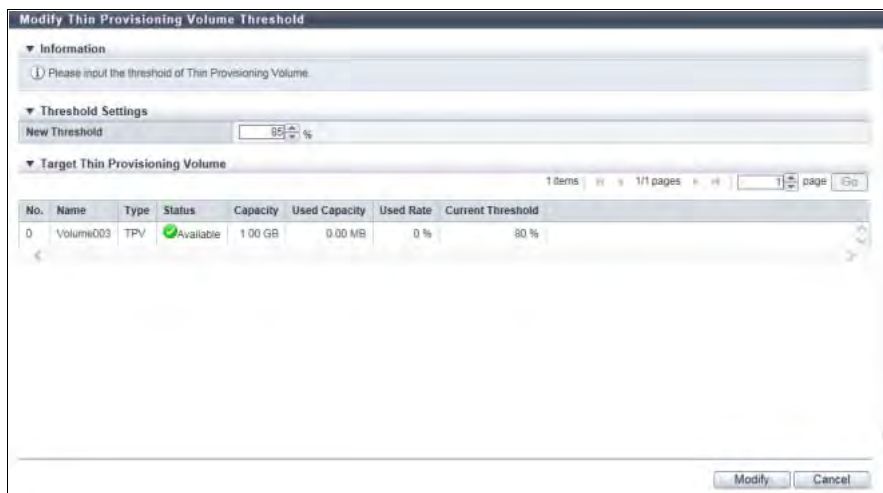 Modify Thin Provisioning Volume Threshold
Information
Please input the threshold of Thin Provisioning Volume.
Threshold Settings
New Threshold 85 %
Target Thin Provisioning Volume
1 items 1/1 pages 1 page Go
No. Name Type Status Capacity Used Capacity Used Rate Current Threshold
0 Volume003 TPV Available 1.00 GB 0.00 MB 0 % 80 %
Modify Cancel